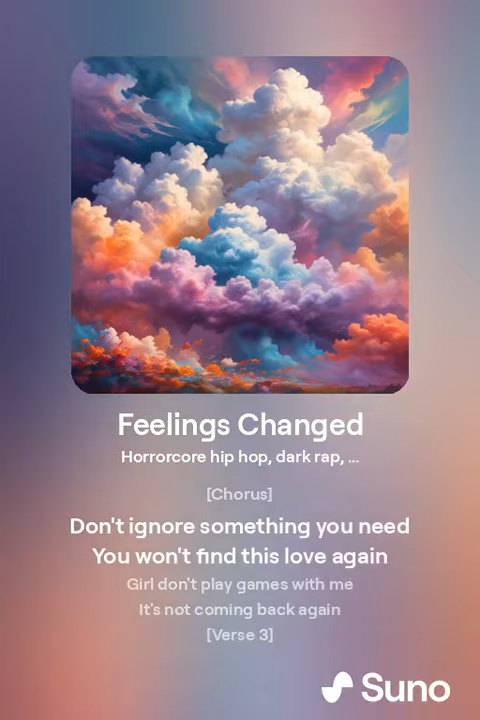 Feelings Changed
Horrorcore hip hop, dark rap, ...
[Chorus]
Don't ignore something you need
You won't find this love again
Girl don't play games with me
It's not coming back again
[Verse 3]
Suno